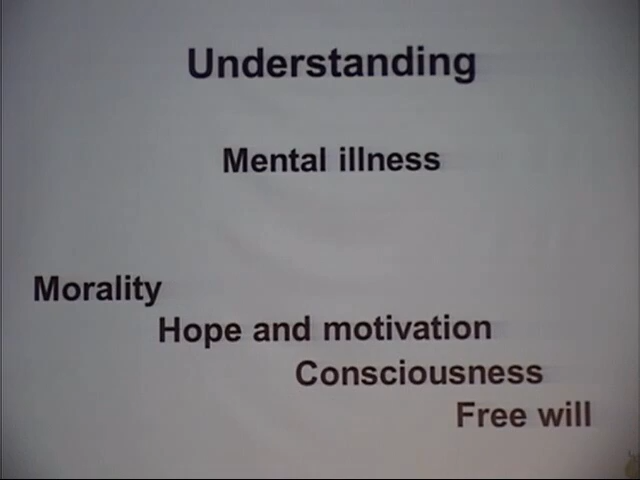 Understanding
Mental illness
Morality
Hope and motivation
Consciousness
Free will